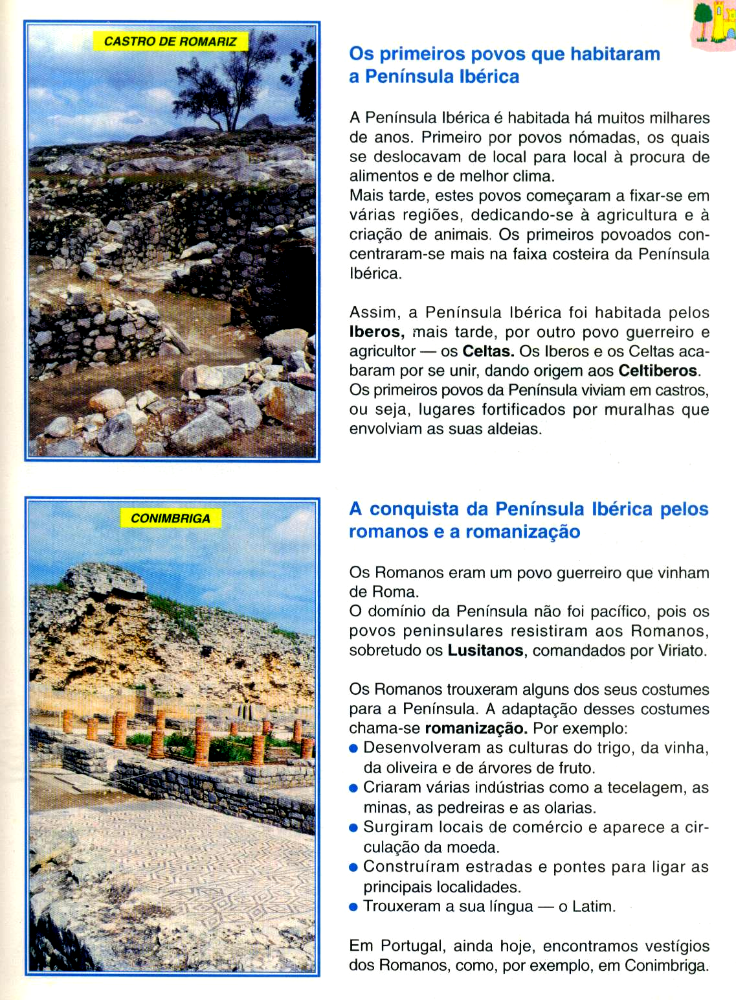 CASTRO DE ROMARIZ
Os primeiros povos que habitaram
a Península Ibérica
A Península Ibérica é habitada há muitos milhares
de anos. Primeiro por povos nómadas, os quais
se deslocavam de local para local à procura de
alimentos e de melhor clima.
Mais tarde, estes povos começaram a fixar-se em
várias regiões, dedicando-se à agricultura e à
criação de animais. Os primeiros povoados con-
centraram-se mais na faixa costeira da Península
Ibérica.
Assim, a Península Ibérica foi habitada pelos
Iberos, mais tarde, por outro povo guerreiro e
agricultor — os Celtas. Os Iberos e os Celtas aca-
baram por se unir, dando origem aos Celtiberos.
Os primeiros povos da Península viviam em castros,
ou seja, lugares fortificados por muralhas que
envolviam as suas aldeias.
CONIMBRIGA
A conquista da Península Ibérica pelos
romanos e a romanização
Os Romanos eram um povo guerreiro que vinham
de Roma.
O domínio da Península não foi pacífico, pois os
povos peninsulares resistiram aos Romanos,
sobretudo os Lusitanos, comandados por Viriato.
Os Romanos trouxeram alguns dos seus costumes
para a Península. A adaptação desses costumes
chama-se romanização. Por exemplo:
● Desenvolveram as culturas do trigo, da vinha,
da oliveira e de árvores de fruto.
● Criaram várias indústrias como a tecelagem, as
minas, as pedreiras e as olarias.
● Surgiram locais de comércio e aparece a cir-
culação da moeda.
● Construíram estradas e pontes para ligar as
principais localidades.
● Trouxeram a sua língua — o Latim.
Em Portugal, ainda hoje, encontramos vestígios
dos Romanos, como, por exemplo, em Conimbriga.